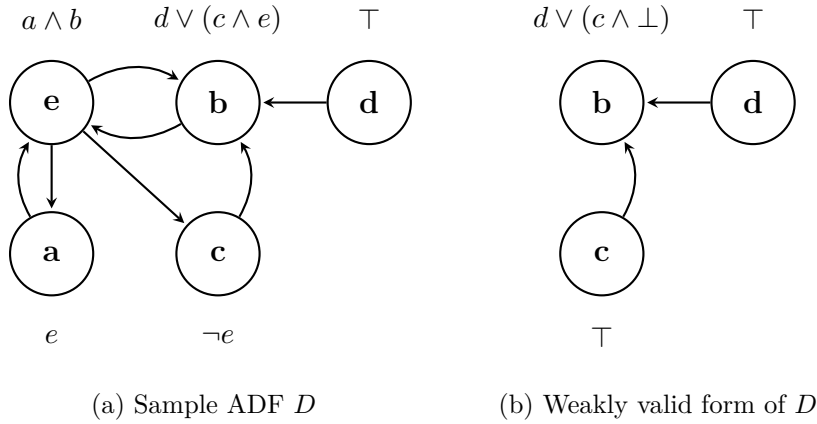 a ∧ b d ∨ (c ∧ e) ⊤ d ∨ (c ∧ ⊥) ⊤
e b d b d
a c c
e ¬e ⊤
(a) Sample ADF D (b) Weakly valid form of D